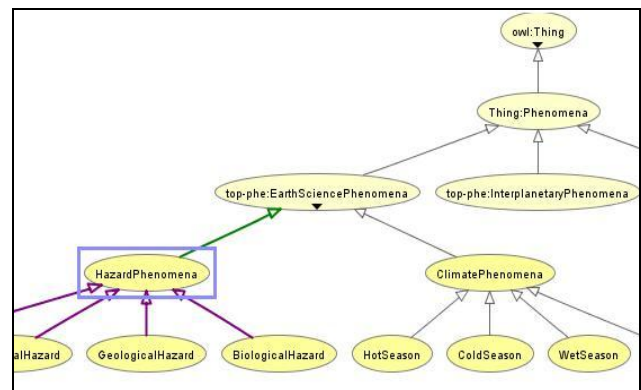 owl:Thing
Thing:Phenomena
top-phe:EarthSciencePhenomena
top-phe:InterplanetaryPhenomena
HazardPhenomena
ClimatePhenomena
alHazard
GeologicalHazard
BiologicalHazard
HotSeason
ColdSeason
WetSeason